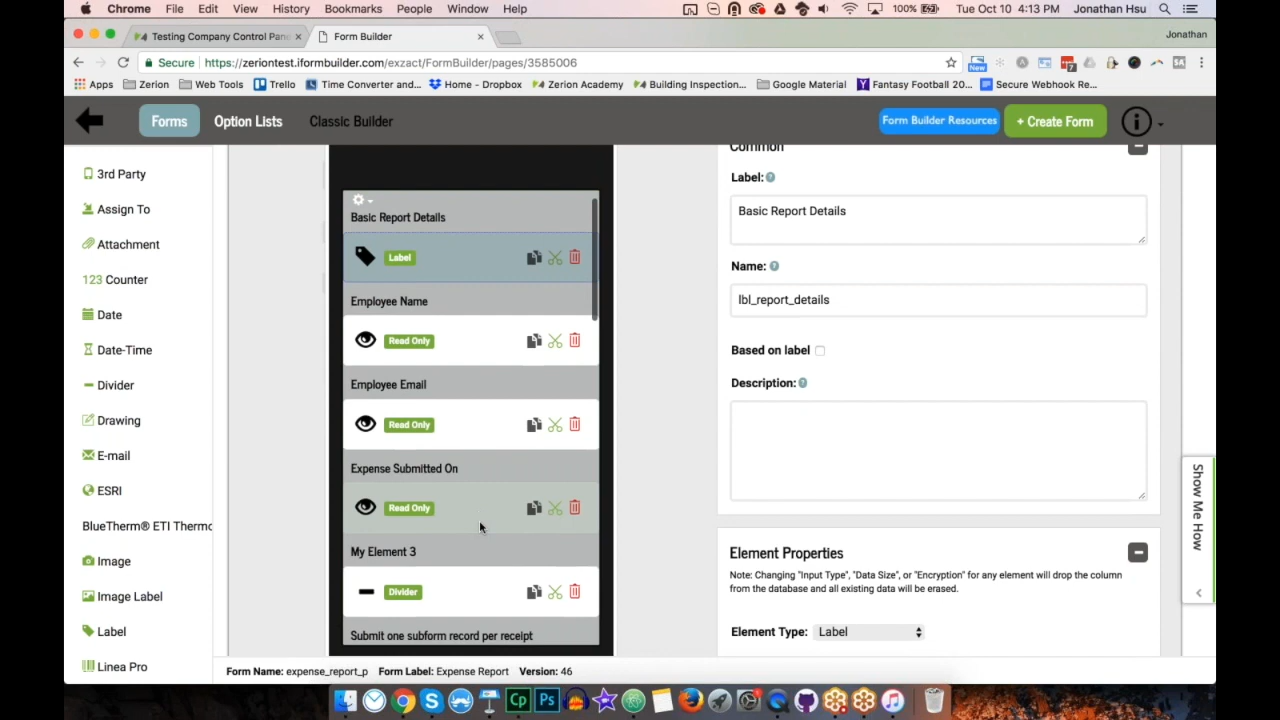 Chrome File Edit View History Bookmarks People Window Help 100% Tue Oct 10 4:13 PM Jonathan Hsu
Testing Company Control Pan × Form Builder × Jonathan
Secure https://zeriontest.iformbuilder.com/exzact/FormBuilder/pages/3585006
Apps Zerion Web Tools Trello Time Converter and... Home - Dropbox Zerion Academy Building Inspection... Google Material Fantasy Football 20... Secure Webhook Re...
Forms Option Lists Classic Builder Form Builder Resources + Create Form
3rd Party
Assign To
Attachment
123 Counter
Date
Date-Time
Divider
Drawing
E-mail
ESRI
BlueTherm® ETI Thermo
Image
Image Label
Label
Linea Pro
Basic Report Details
Label
Employee Name
Read Only
Employee Email
Read Only
Expense Submitted On
Read Only
My Element 3
Divider
Submit one subform record per receipt
Common
Label:
Basic Report Details
Name:
lbl_report_details
Based on label
Description:
Element Properties
Note: Changing "Input Type", "Data Size", or "Encryption" for any element will drop the column
from the database and all existing data will be erased.
Element Type: Label
Show Me How
Form Name: expense_report_p Form Label: Expense Report Version: 46